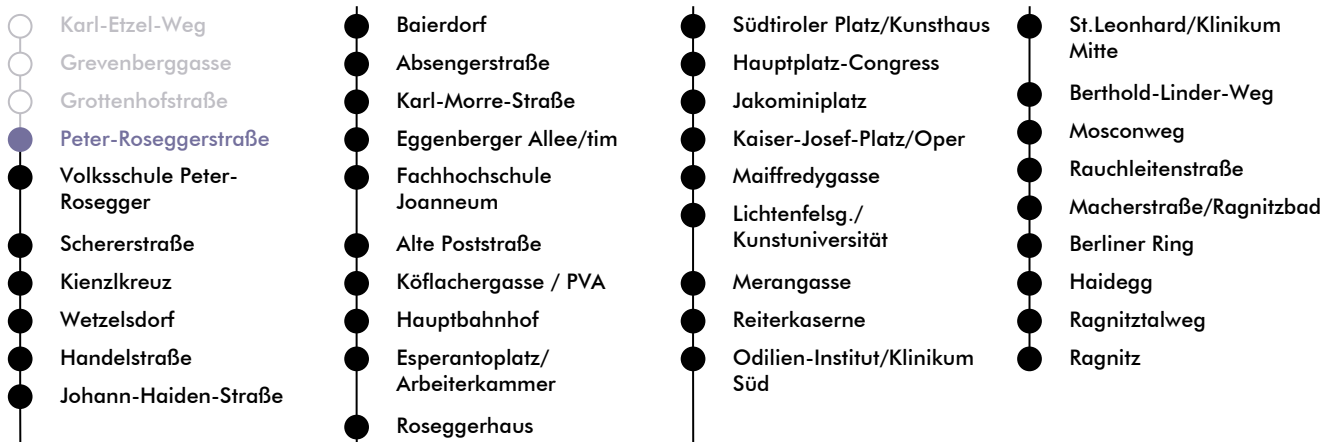 Karl-Etzel-Weg
Grevenberggasse
Grottenhofstraße
Peter-Roseggerstraße
Volksschule Peter-
Rosegger
Schererstraße
Kienzlkreuz
Wetzelsdorf
Handelstraße
Johann-Haiden-Straße
Baierdorf
Absengerstraße
Karl-Morre-Straße
Eggenberger Allee/tim
Fachhochschule
Joanneum
Alte Poststraße
Köflachergasse / PVA
Hauptbahnhof
Esperantoplatz/
Arbeiterkammer
Roseggerhaus
Südtiroler Platz/Kunsthaus
Hauptplatz-Congress
Jakominiplatz
Kaiser-Josef-Platz/Oper
Maiffredygasse
Lichtenfelsg./
Kunstuniversität
Merangasse
Reiterkaserne
Odilien-Institut/Klinikum
Süd
St.Leonhard/Klinikum
Mitte
Berthold-Linder-Weg
Mosconweg
Rauchleitenstraße
Macherstraße/Ragnitzbad
Berliner Ring
Haidegg
Ragnitztalweg
Ragnitz